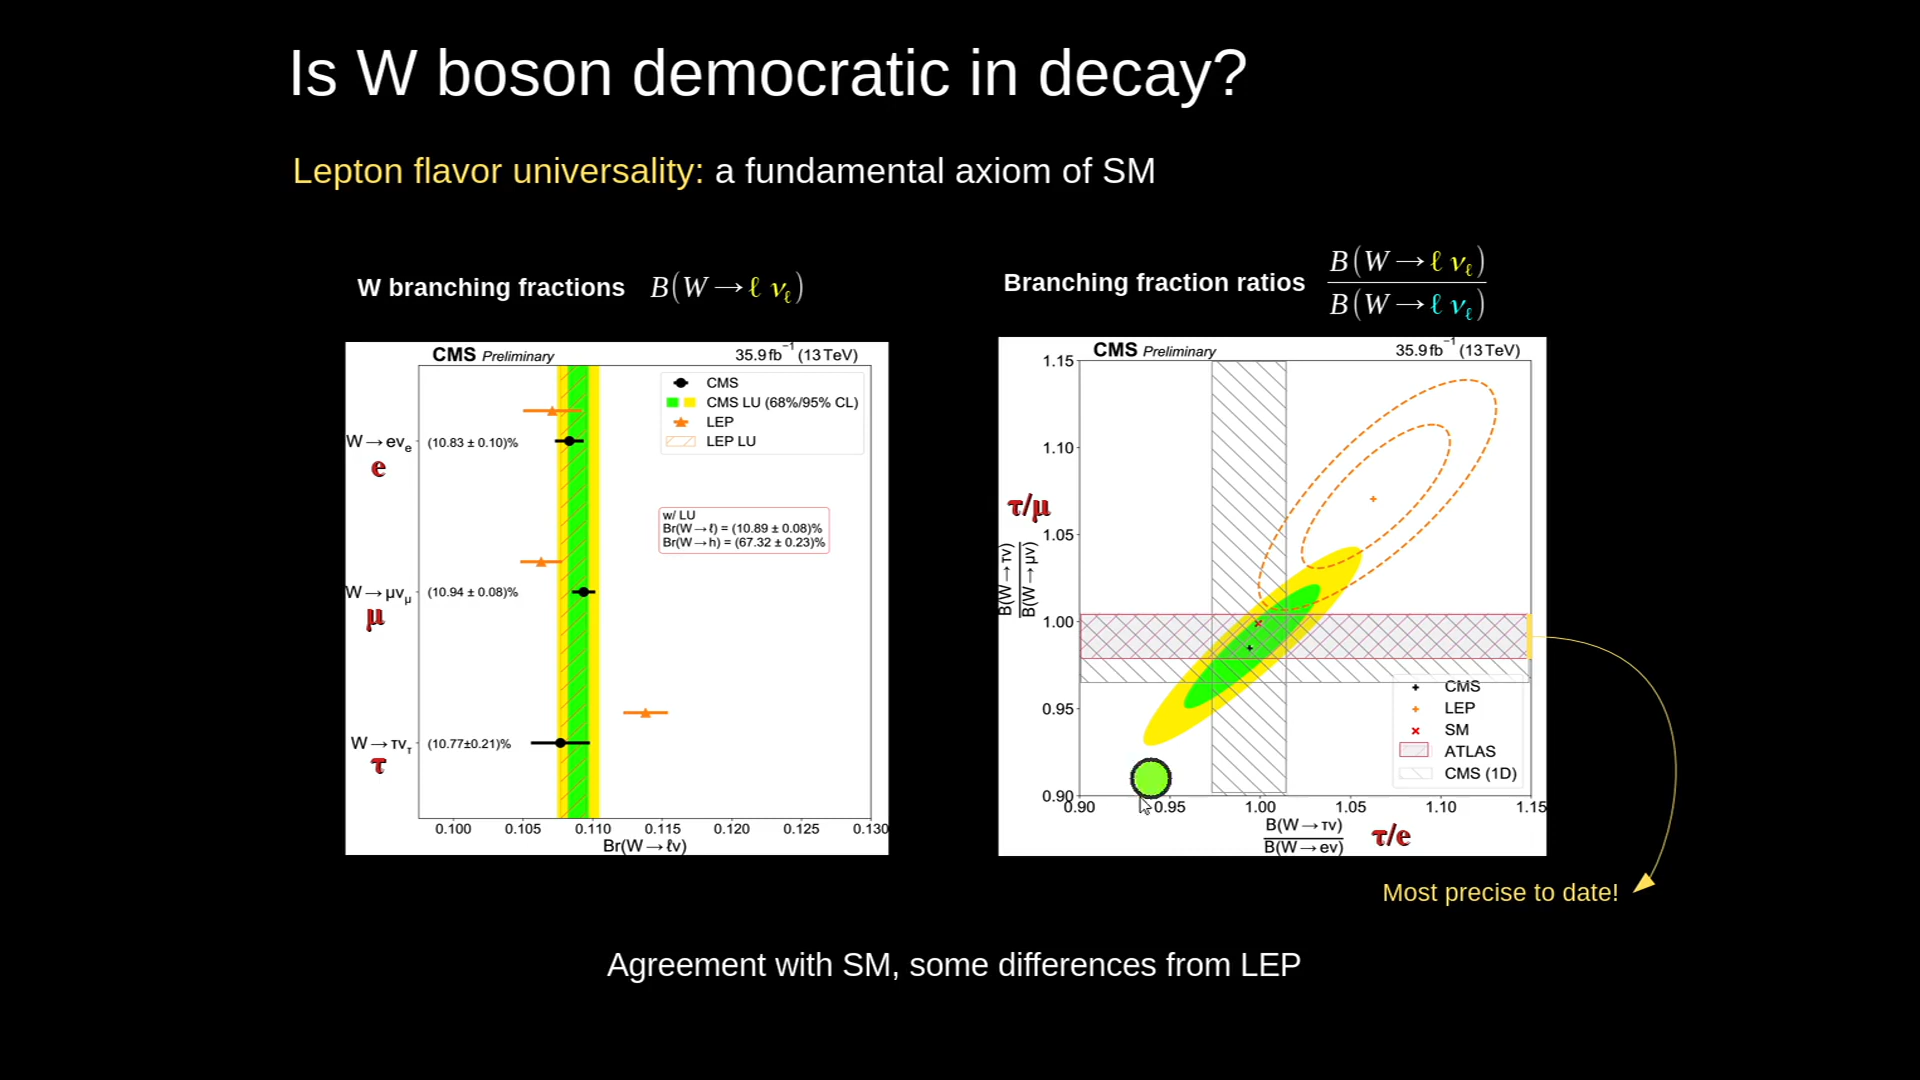 Is W boson democratic in decay?
Lepton flavor universality: a fundamental axiom of SM
W branching fractions B(W→ℓ νℓ)
Branching fraction ratios B(W→ℓ νℓ)
B(W→ℓ νℓ)
CMS Preliminary 35.9 fb⁻¹ (13 TeV)
CMS
CMS LU (68%/95% CL)
LEP
LEP LU
W→eνe (10.83 ± 0.10)%
e
w/ LU
Br(W→ℓ) = (10.89 ± 0.08)%
Br(W→h) = (67.32 ± 0.23)%
W→μνμ (10.94 ± 0.08)%
μ
W→τντ (10.77±0.21)%
τ
0.100 0.105 0.110 0.115 0.120 0.125 0.130
Br(W→ℓν)
CMS Preliminary 35.9 fb⁻¹ (13 TeV)
1.15
1.10
τ/μ
1.05
B(W→τν)
B(W→μν)
1.00
0.95
0.90
CMS
LEP
SM
ATLAS
CMS (1D)
0.90 0.95 1.00 1.05 1.10 1.15
B(W→τν)
B(W→eν)
τ/e
Most precise to date!
Agreement with SM, some differences from LEP